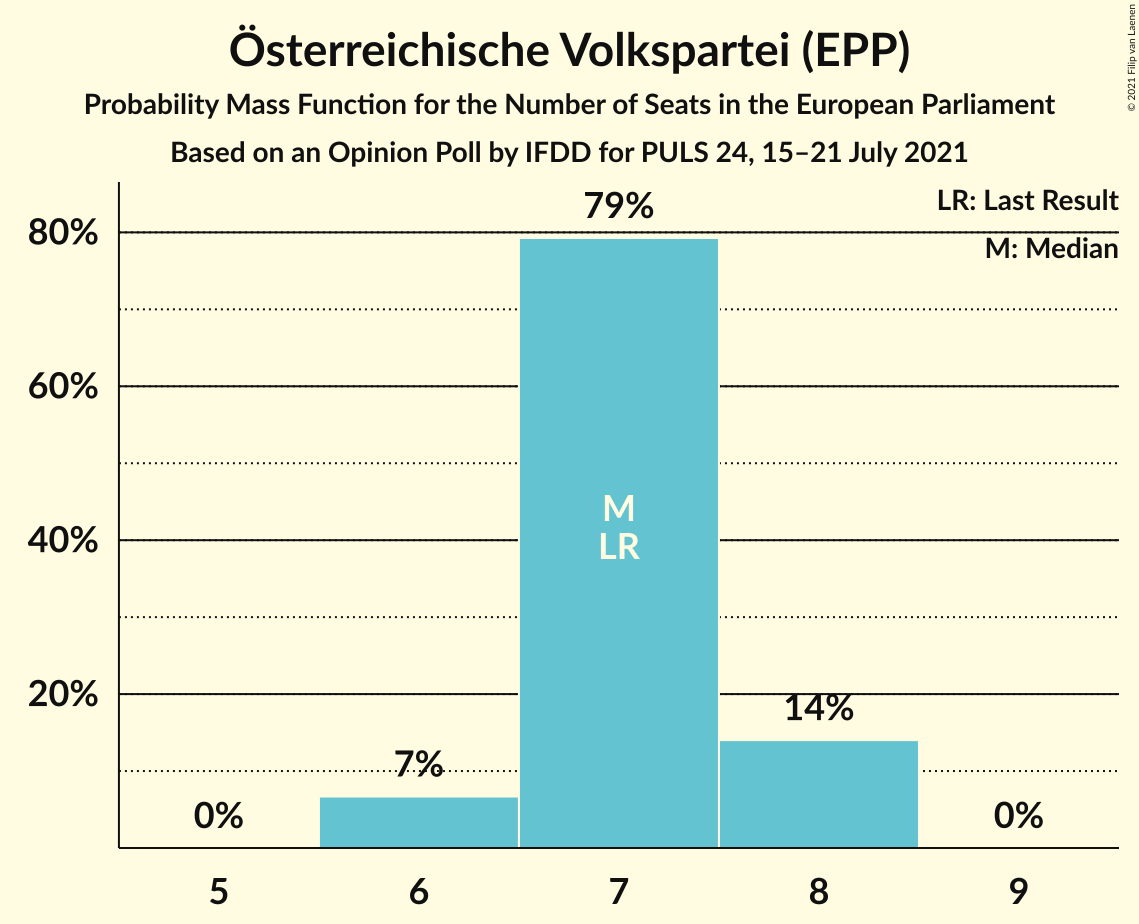 Österreichische Volkspartei (EPP)
Probability Mass Function for the Number of Seats in the European Parliament
Based on an Opinion Poll by IFDD for PULS 24, 15–21 July 2021
© 2021 Filip van Laenen
LR: Last Result
M: Median
80%
60%
40%
20%
0%
7%
79%
M
LR
14%
0%
5 6 7 8 9